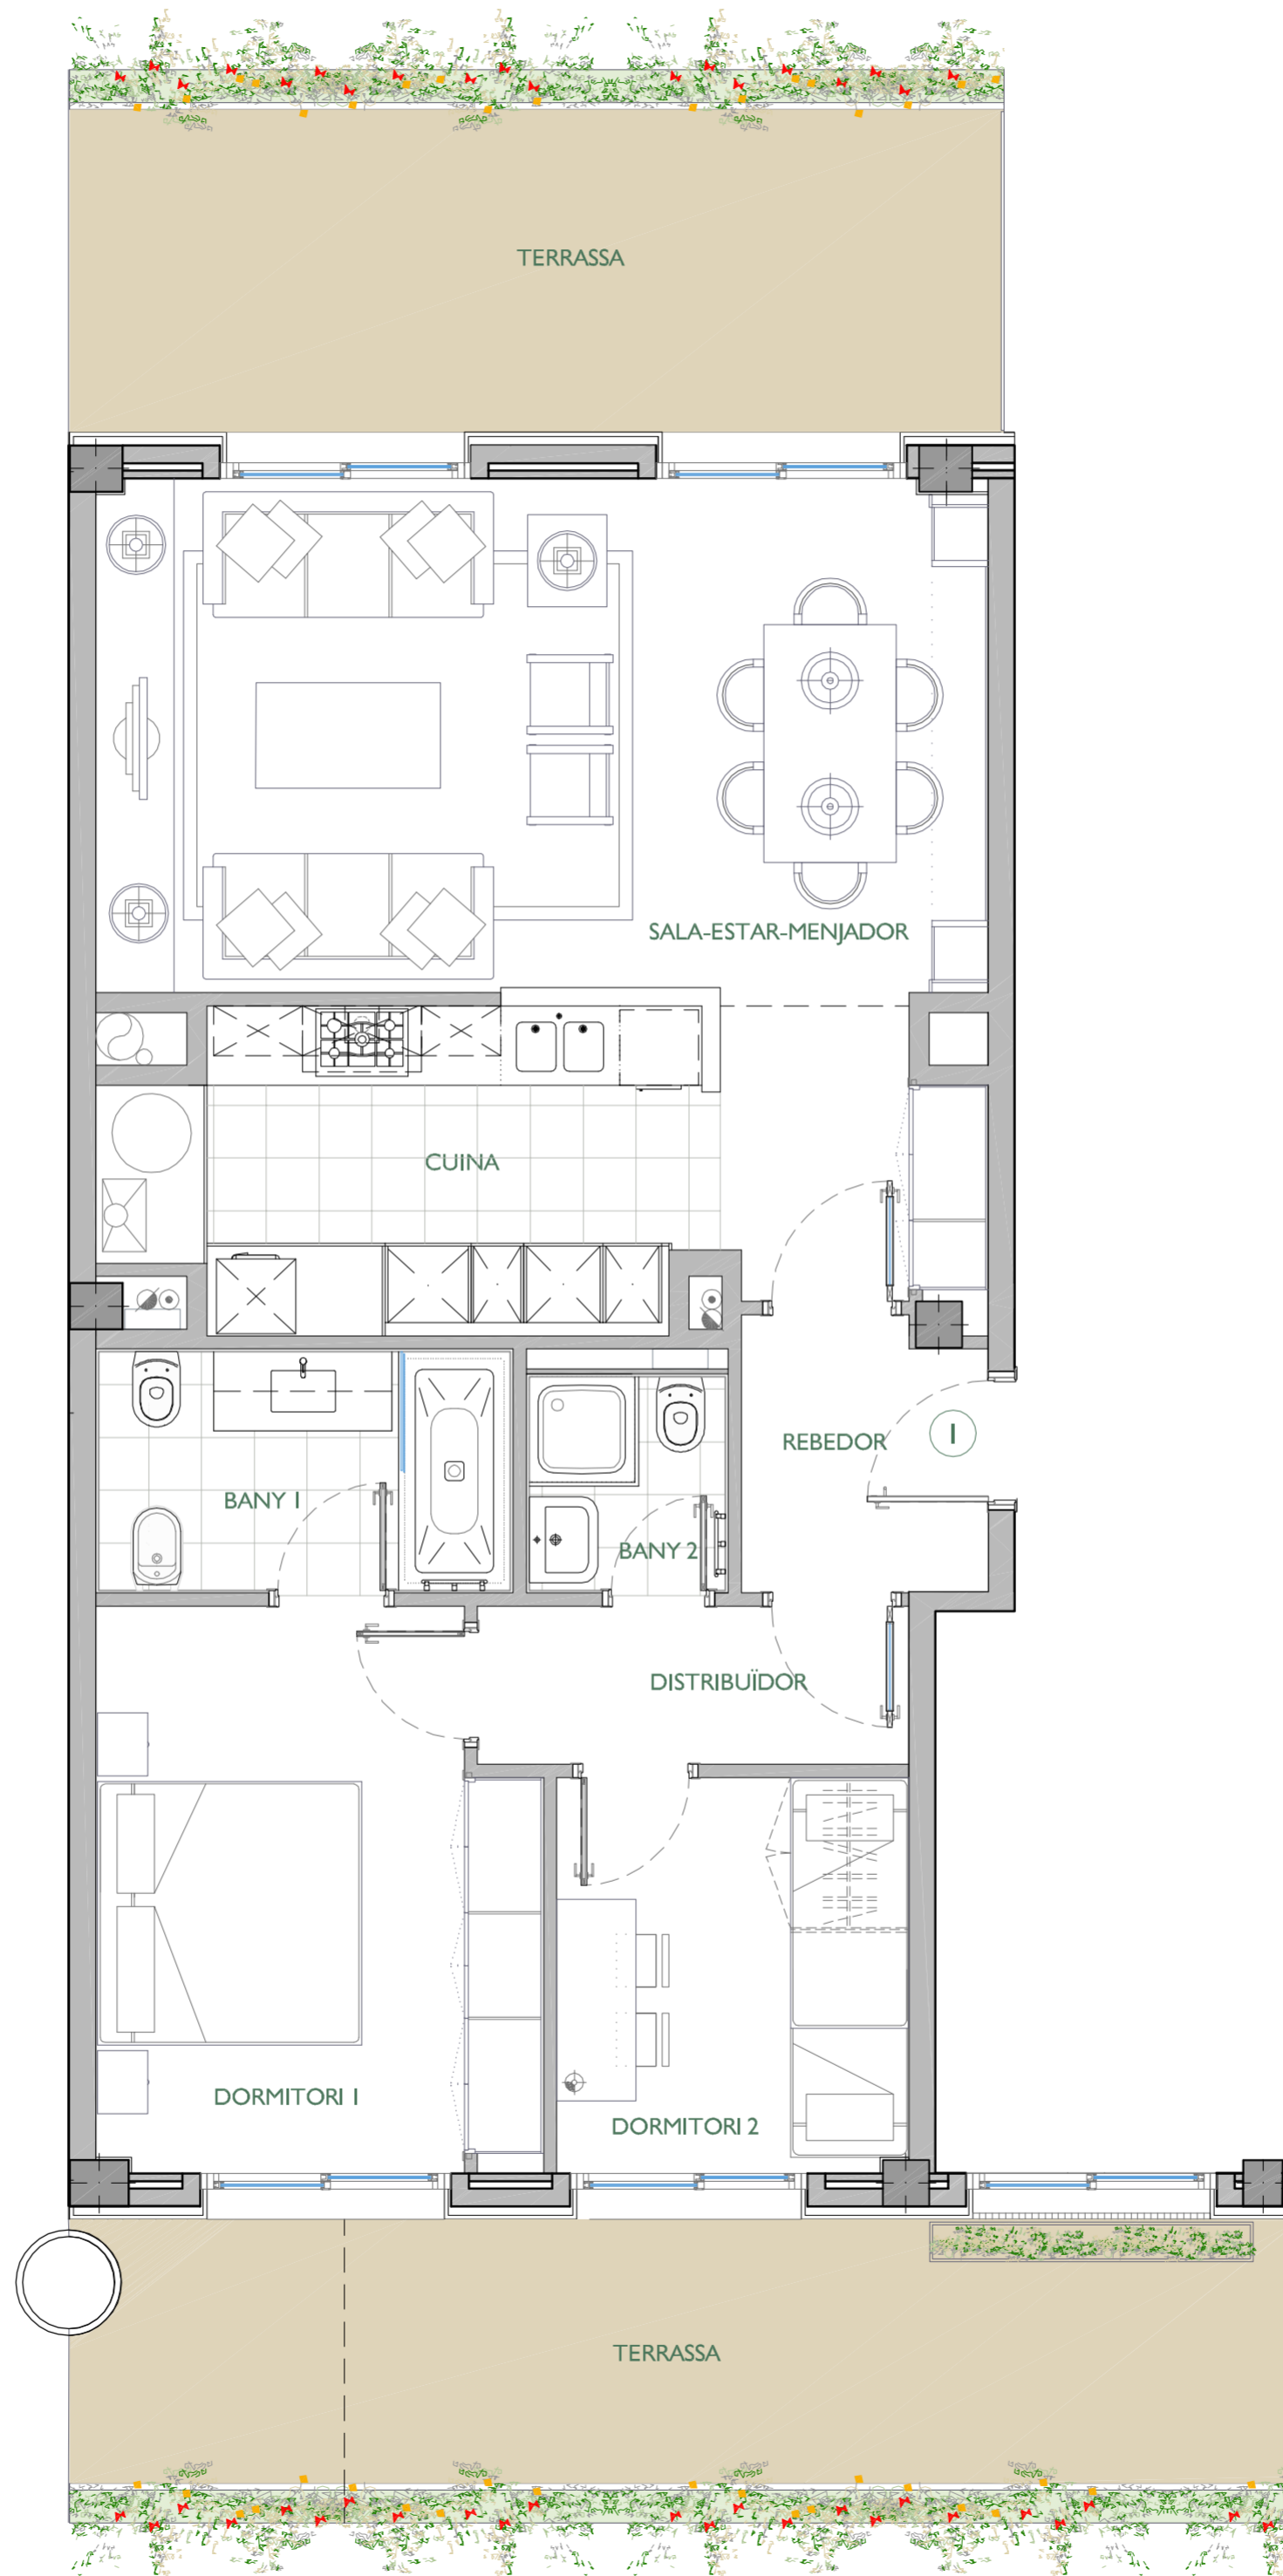 TERRASSA
SALA-ESTAR-MENJADOR
CUINA
REBEDOR
1
BANY 1
BANY 2
DISTRIBUÏDOR
DORMITORI 1
DORMITORI 2
TERRASSA